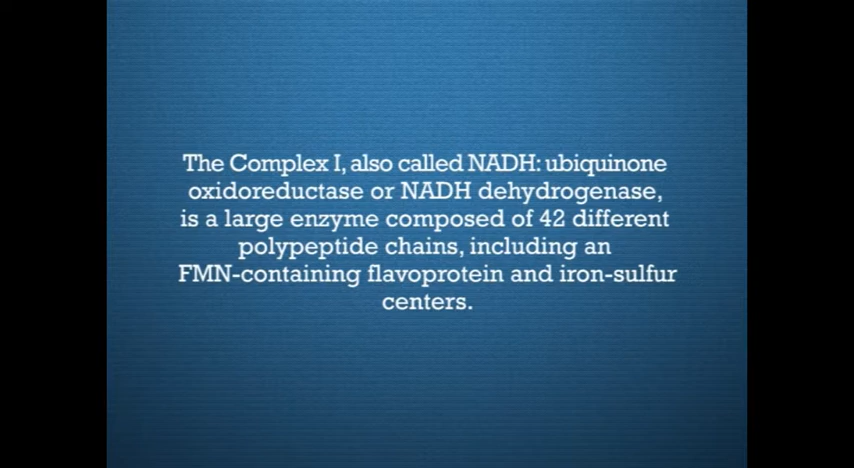 The Complex I, also called NADH: ubiquinone
oxidoreductase or NADH dehydrogenase,
is a large enzyme composed of 42 different
polypeptide chains, including an
FMN-containing flavoprotein and iron-sulfur
centers.